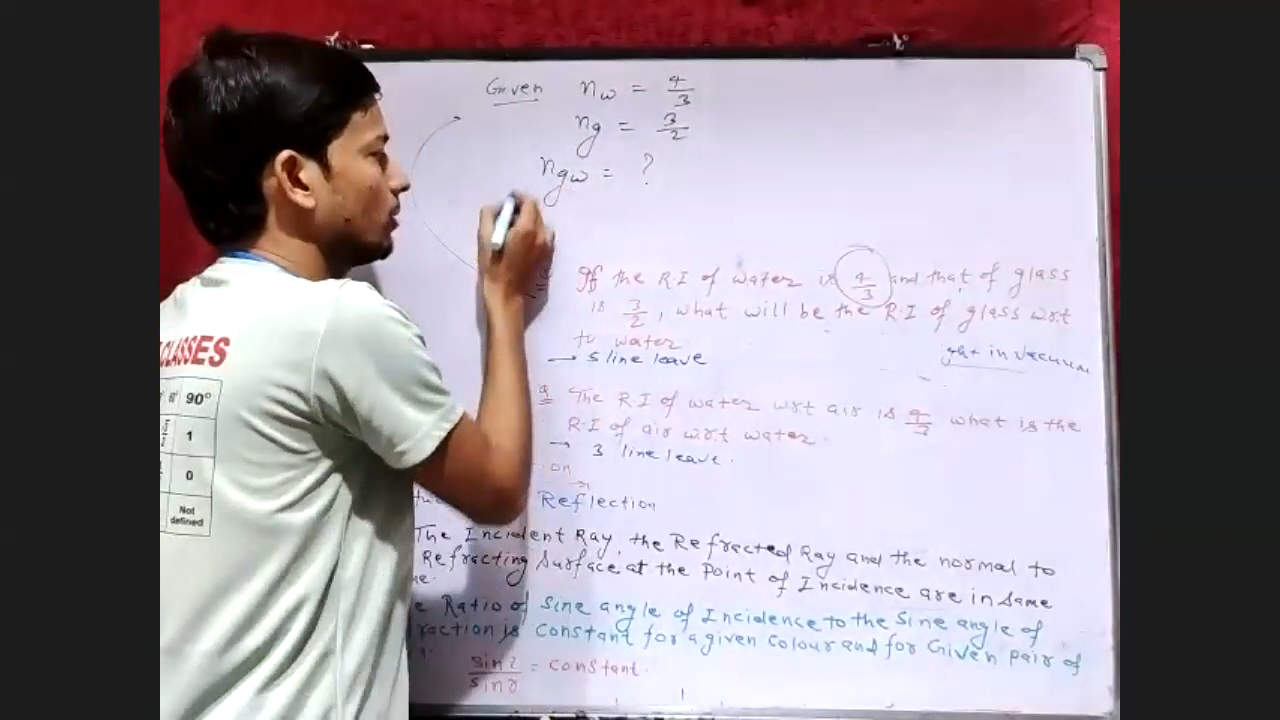 Given nw = 4/3
ng = 3/2
ngw = ?
Q If the R.I of water is 4/3 and that of glass
is 3/2, what will be the R.I of glass w.r.t
to water
→ 5 line leave
in vacuum
Q The R.I of water w.r.t air is 4/3 what is the
R.I of air w.r.t water.
→ 3 line leave.
on
Reflection
The Incident Ray, the Refracted Ray and the normal to
Refracting Surface at the Point of Incidence are in Same
Ratio of Sine angle of Incidence to the Sine angle of
is Constant for a given Colour and for Given Pair of
sin i / sin r = constant.
CLASSES
90°
1
0
Not
defined